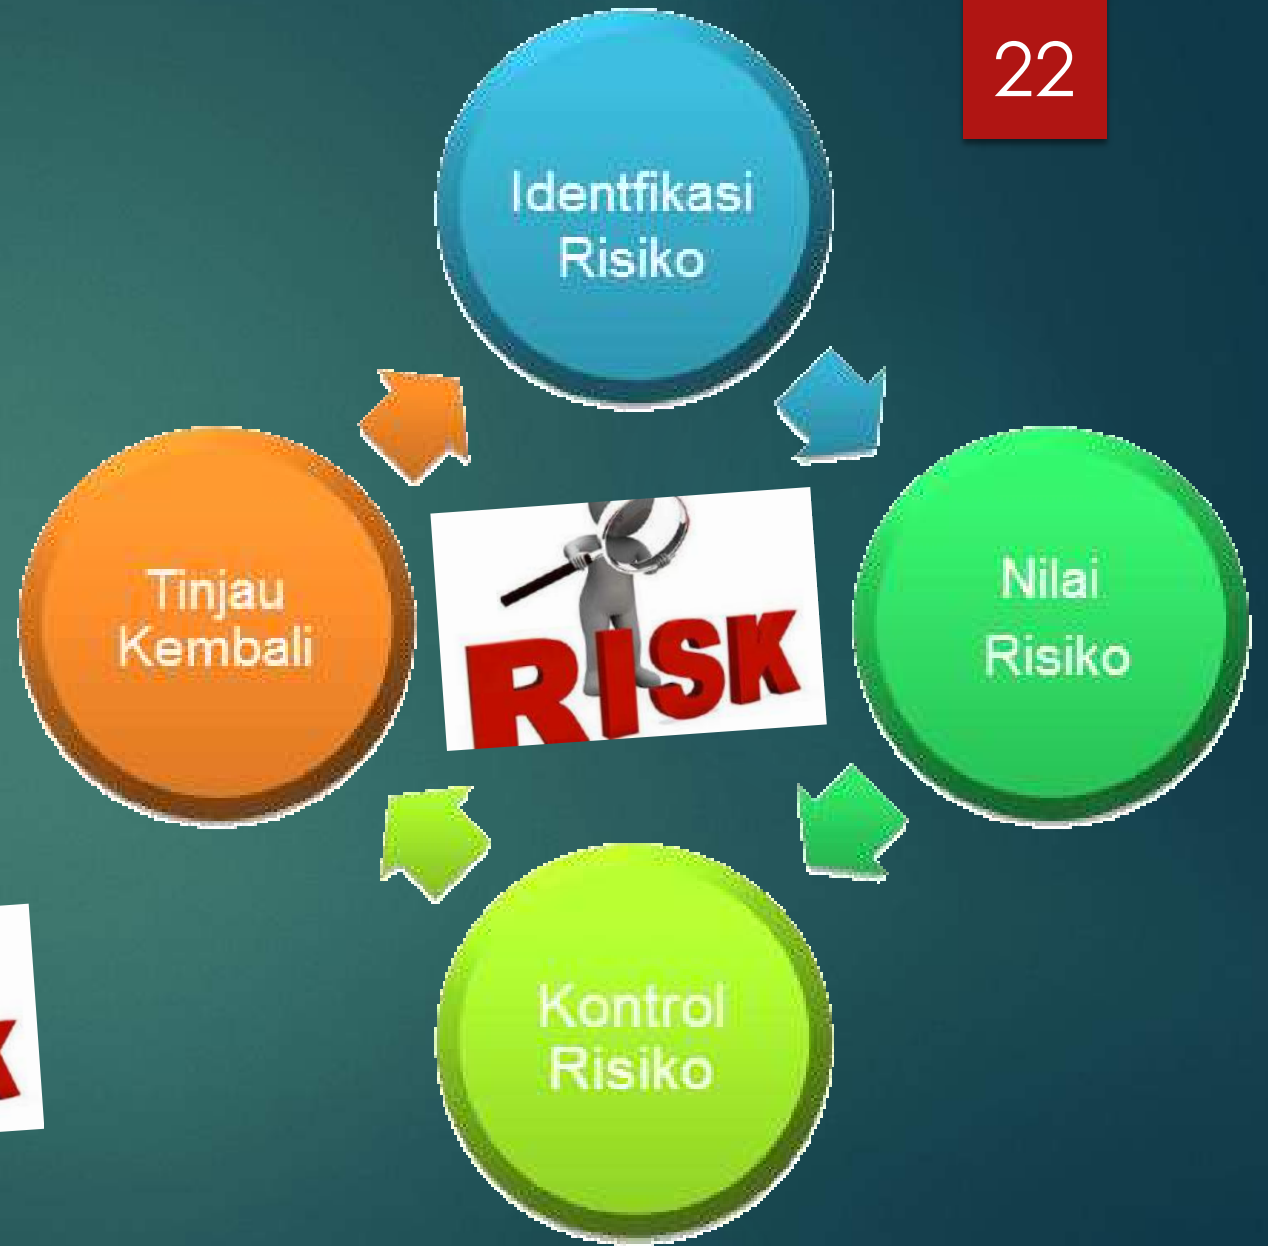 22
Identfikasi
Risiko
Nilai
Risiko
Kontrol
Risiko
Tinjau
Kembali
RISK
K